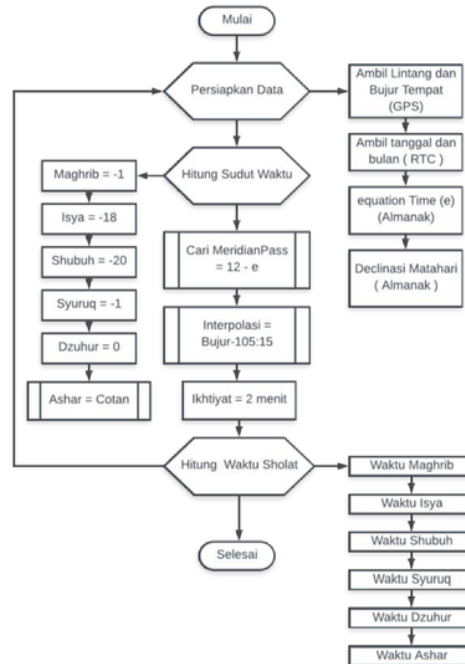 Mulai
Persiapkan Data
Ambil Lintang dan
Bujur Tempat
(GPS)
Ambil tanggal dan
bulan ( RTC )
equation Time (e)
(Almanak)
Declinasi Matahari
( Almanak )
Hitung Sudut Waktu
Maghrib = -1
Isya = -18
Shubuh = -20
Syuruq = -1
Dzuhur = 0
Ashar = Cotan
Cari MeridianPass
= 12 - e
Interpolasi =
Bujur-105:15
Ikhtiyat = 2 menit
Hitung Waktu Sholat
Waktu Maghrib
Waktu Isya
Waktu Shubuh
Waktu Syuruq
Waktu Dzuhur
Waktu Ashar
Selesai